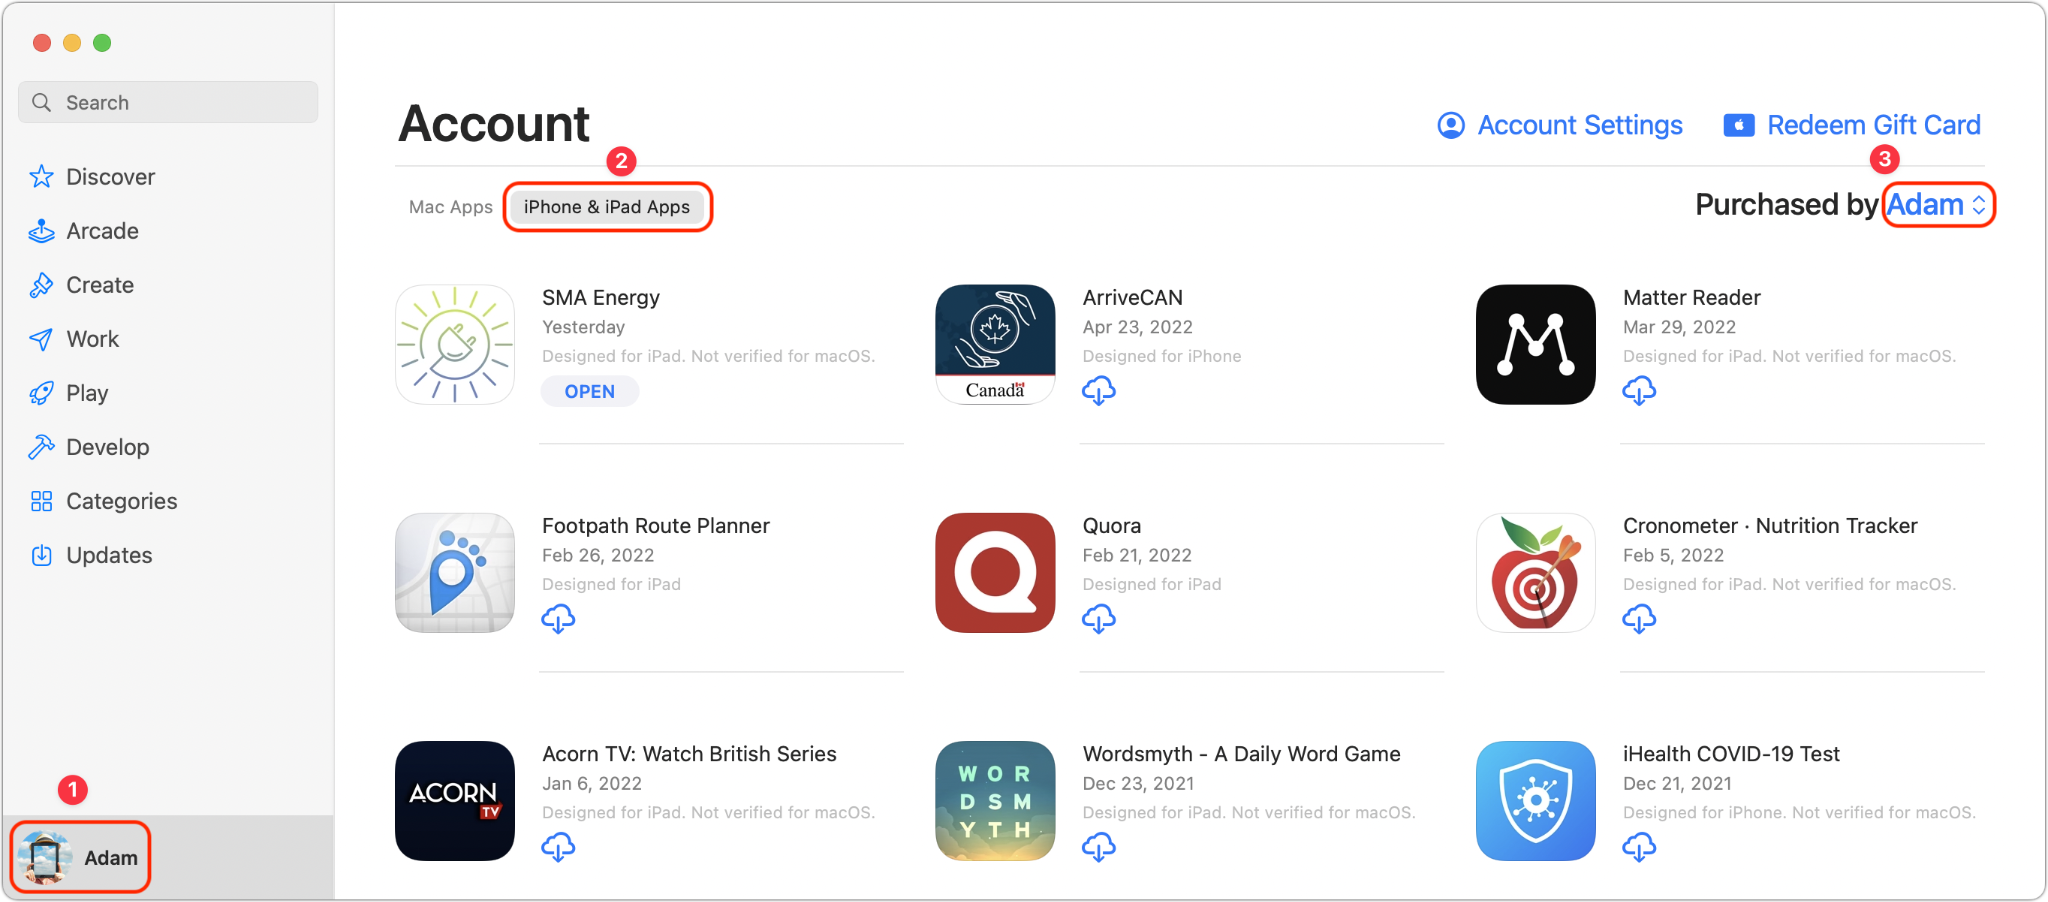 Search
Discover
Arcade
Create
Work
Play
Develop
Categories
Updates
1
Adam
Account
Account Settings
Redeem Gift Card
2
3
Mac Apps
iPhone & iPad Apps
Purchased by Adam
SMA Energy
Yesterday
Designed for iPad. Not verified for macOS.
OPEN
Canada
ArriveCAN
Apr 23, 2022
Designed for iPhone
Matter Reader
Mar 29, 2022
Designed for iPad. Not verified for macOS.
Footpath Route Planner
Feb 26, 2022
Designed for iPad
Quora
Feb 21, 2022
Designed for iPad
Cronometer · Nutrition Tracker
Feb 5, 2022
Designed for iPad. Not verified for macOS.
ACORN
TV
Acorn TV: Watch British Series
Jan 6, 2022
Designed for iPad. Not verified for macOS.
WOR
DSM
YTH
Wordsmyth - A Daily Word Game
Dec 23, 2021
Designed for iPad. Not verified for macOS.
iHealth COVID-19 Test
Dec 21, 2021
Designed for iPhone. Not verified for macOS.